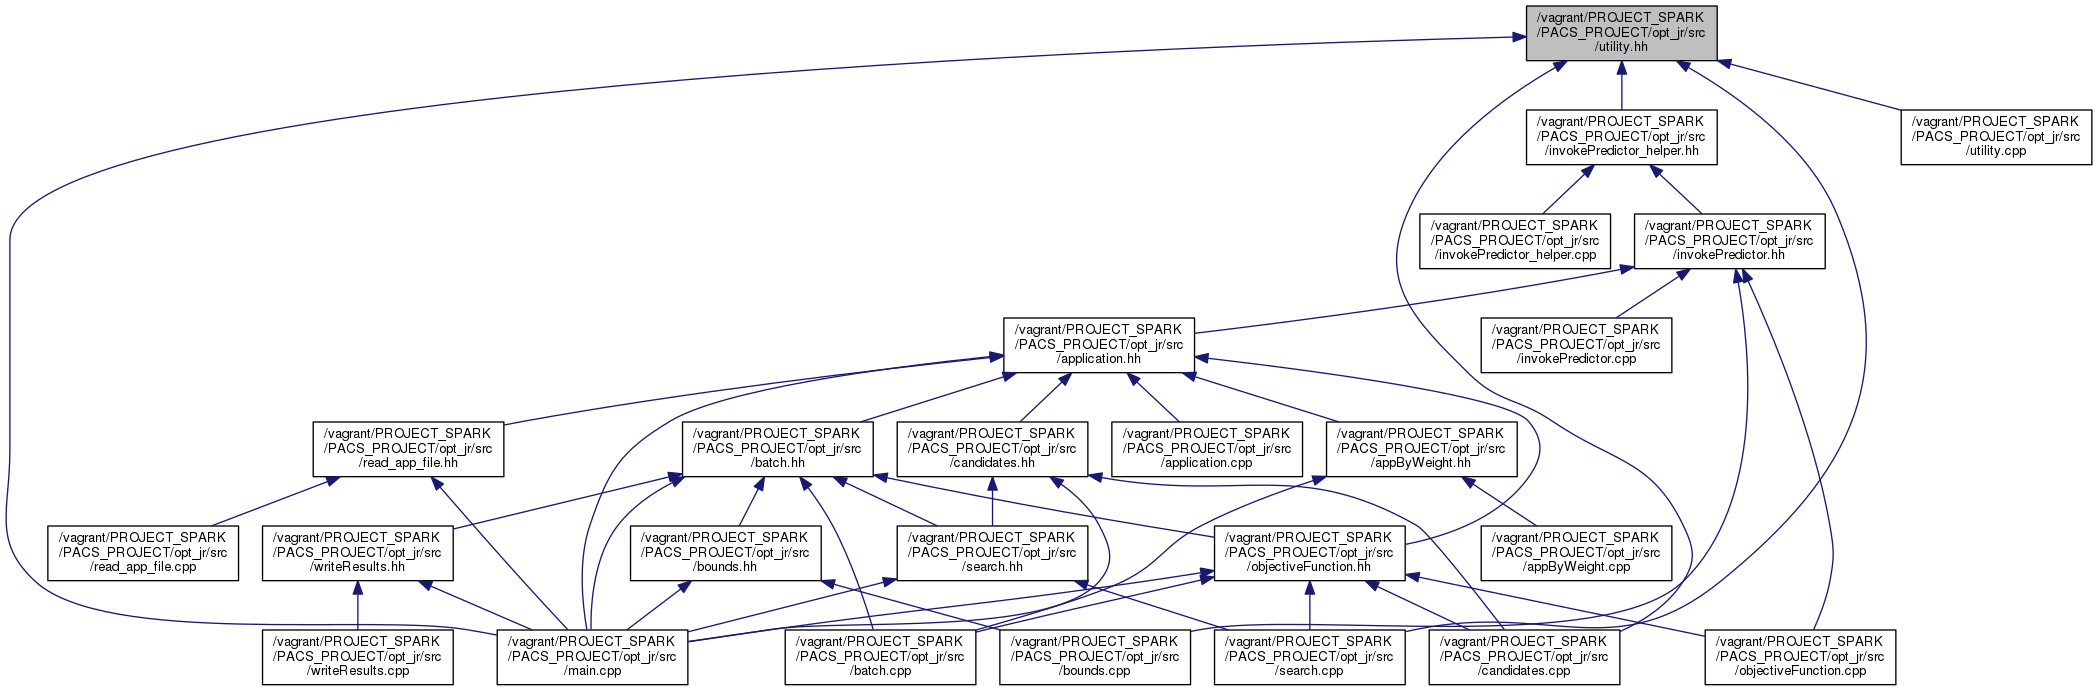 /vagrant/PROJECT_SPARK
/PACS_PROJECT/opt_jr/src
/utility.hh
/vagrant/PROJECT_SPARK
/PACS_PROJECT/opt_jr/src
/invokePredictor_helper.hh
/vagrant/PROJECT_SPARK
/PACS_PROJECT/opt_jr/src
/utility.cpp
/vagrant/PROJECT_SPARK
/PACS_PROJECT/opt_jr/src
/invokePredictor_helper.cpp
/vagrant/PROJECT_SPARK
/PACS_PROJECT/opt_jr/src
/invokePredictor.hh
/vagrant/PROJECT_SPARK
/PACS_PROJECT/opt_jr/src
/application.hh
/vagrant/PROJECT_SPARK
/PACS_PROJECT/opt_jr/src
/invokePredictor.cpp
/vagrant/PROJECT_SPARK
/PACS_PROJECT/opt_jr/src
/read_app_file.hh
/vagrant/PROJECT_SPARK
/PACS_PROJECT/opt_jr/src
/batch.hh
/vagrant/PROJECT_SPARK
/PACS_PROJECT/opt_jr/src
/candidates.hh
/vagrant/PROJECT_SPARK
/PACS_PROJECT/opt_jr/src
/application.cpp
/vagrant/PROJECT_SPARK
/PACS_PROJECT/opt_jr/src
/appByWeight.hh
/vagrant/PROJECT_SPARK
/PACS_PROJECT/opt_jr/src
/read_app_file.cpp
/vagrant/PROJECT_SPARK
/PACS_PROJECT/opt_jr/src
/writeResults.hh
/vagrant/PROJECT_SPARK
/PACS_PROJECT/opt_jr/src
/bounds.hh
/vagrant/PROJECT_SPARK
/PACS_PROJECT/opt_jr/src
/search.hh
/vagrant/PROJECT_SPARK
/PACS_PROJECT/opt_jr/src
/objectiveFunction.hh
/vagrant/PROJECT_SPARK
/PACS_PROJECT/opt_jr/src
/appByWeight.cpp
/vagrant/PROJECT_SPARK
/PACS_PROJECT/opt_jr/src
/writeResults.cpp
/vagrant/PROJECT_SPARK
/PACS_PROJECT/opt_jr/src
/main.cpp
/vagrant/PROJECT_SPARK
/PACS_PROJECT/opt_jr/src
/batch.cpp
/vagrant/PROJECT_SPARK
/PACS_PROJECT/opt_jr/src
/bounds.cpp
/vagrant/PROJECT_SPARK
/PACS_PROJECT/opt_jr/src
/search.cpp
/vagrant/PROJECT_SPARK
/PACS_PROJECT/opt_jr/src
/candidates.cpp
/vagrant/PROJECT_SPARK
/PACS_PROJECT/opt_jr/src
/objectiveFunction.cpp